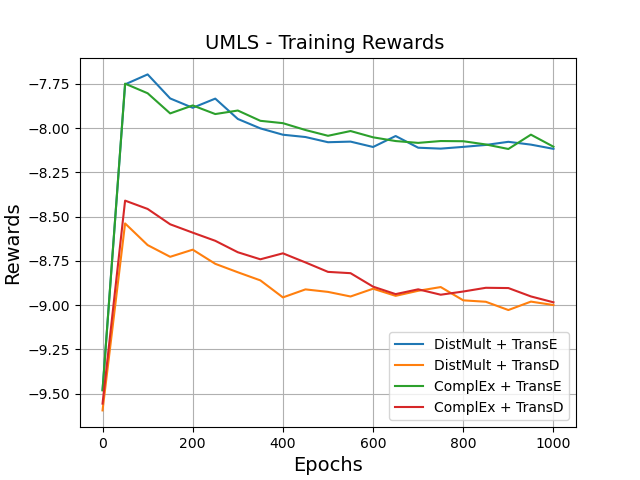 UMLS - Training Rewards
Rewards
−7.75
−8.00
−8.25
−8.50
−8.75
−9.00
−9.25
−9.50
DistMult + TransE
DistMult + TransD
ComplEx + TransE
ComplEx + TransD
0
200
400
600
800
1000
Epochs